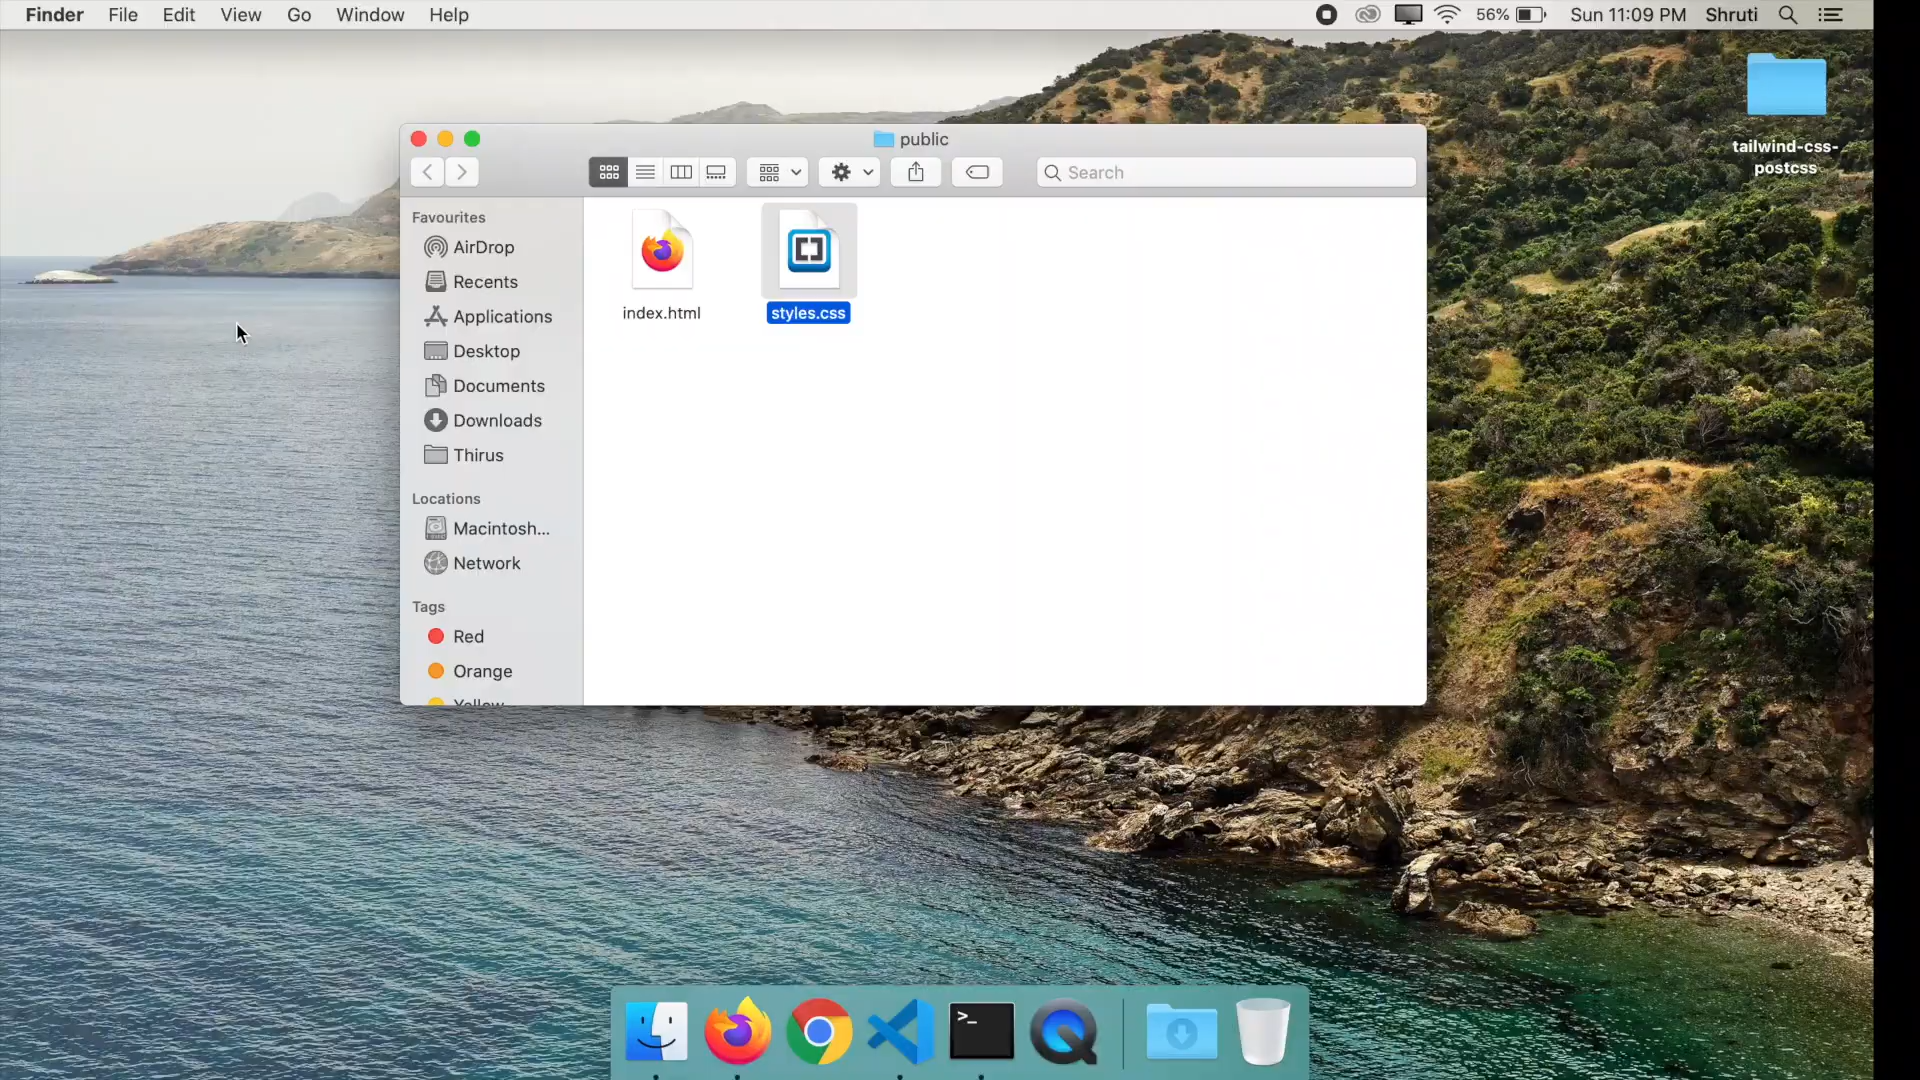 Finder File Edit View Go Window Help 56% Sun 11:09 PM Shruti
tailwind-css-
postcss
public
Search
Favourites
AirDrop
Recents
Applications
Desktop
Documents
Downloads
Thirus
Locations
Macintosh...
Network
Tags
Red
Orange
Yellow
index.html
styles.css
>_